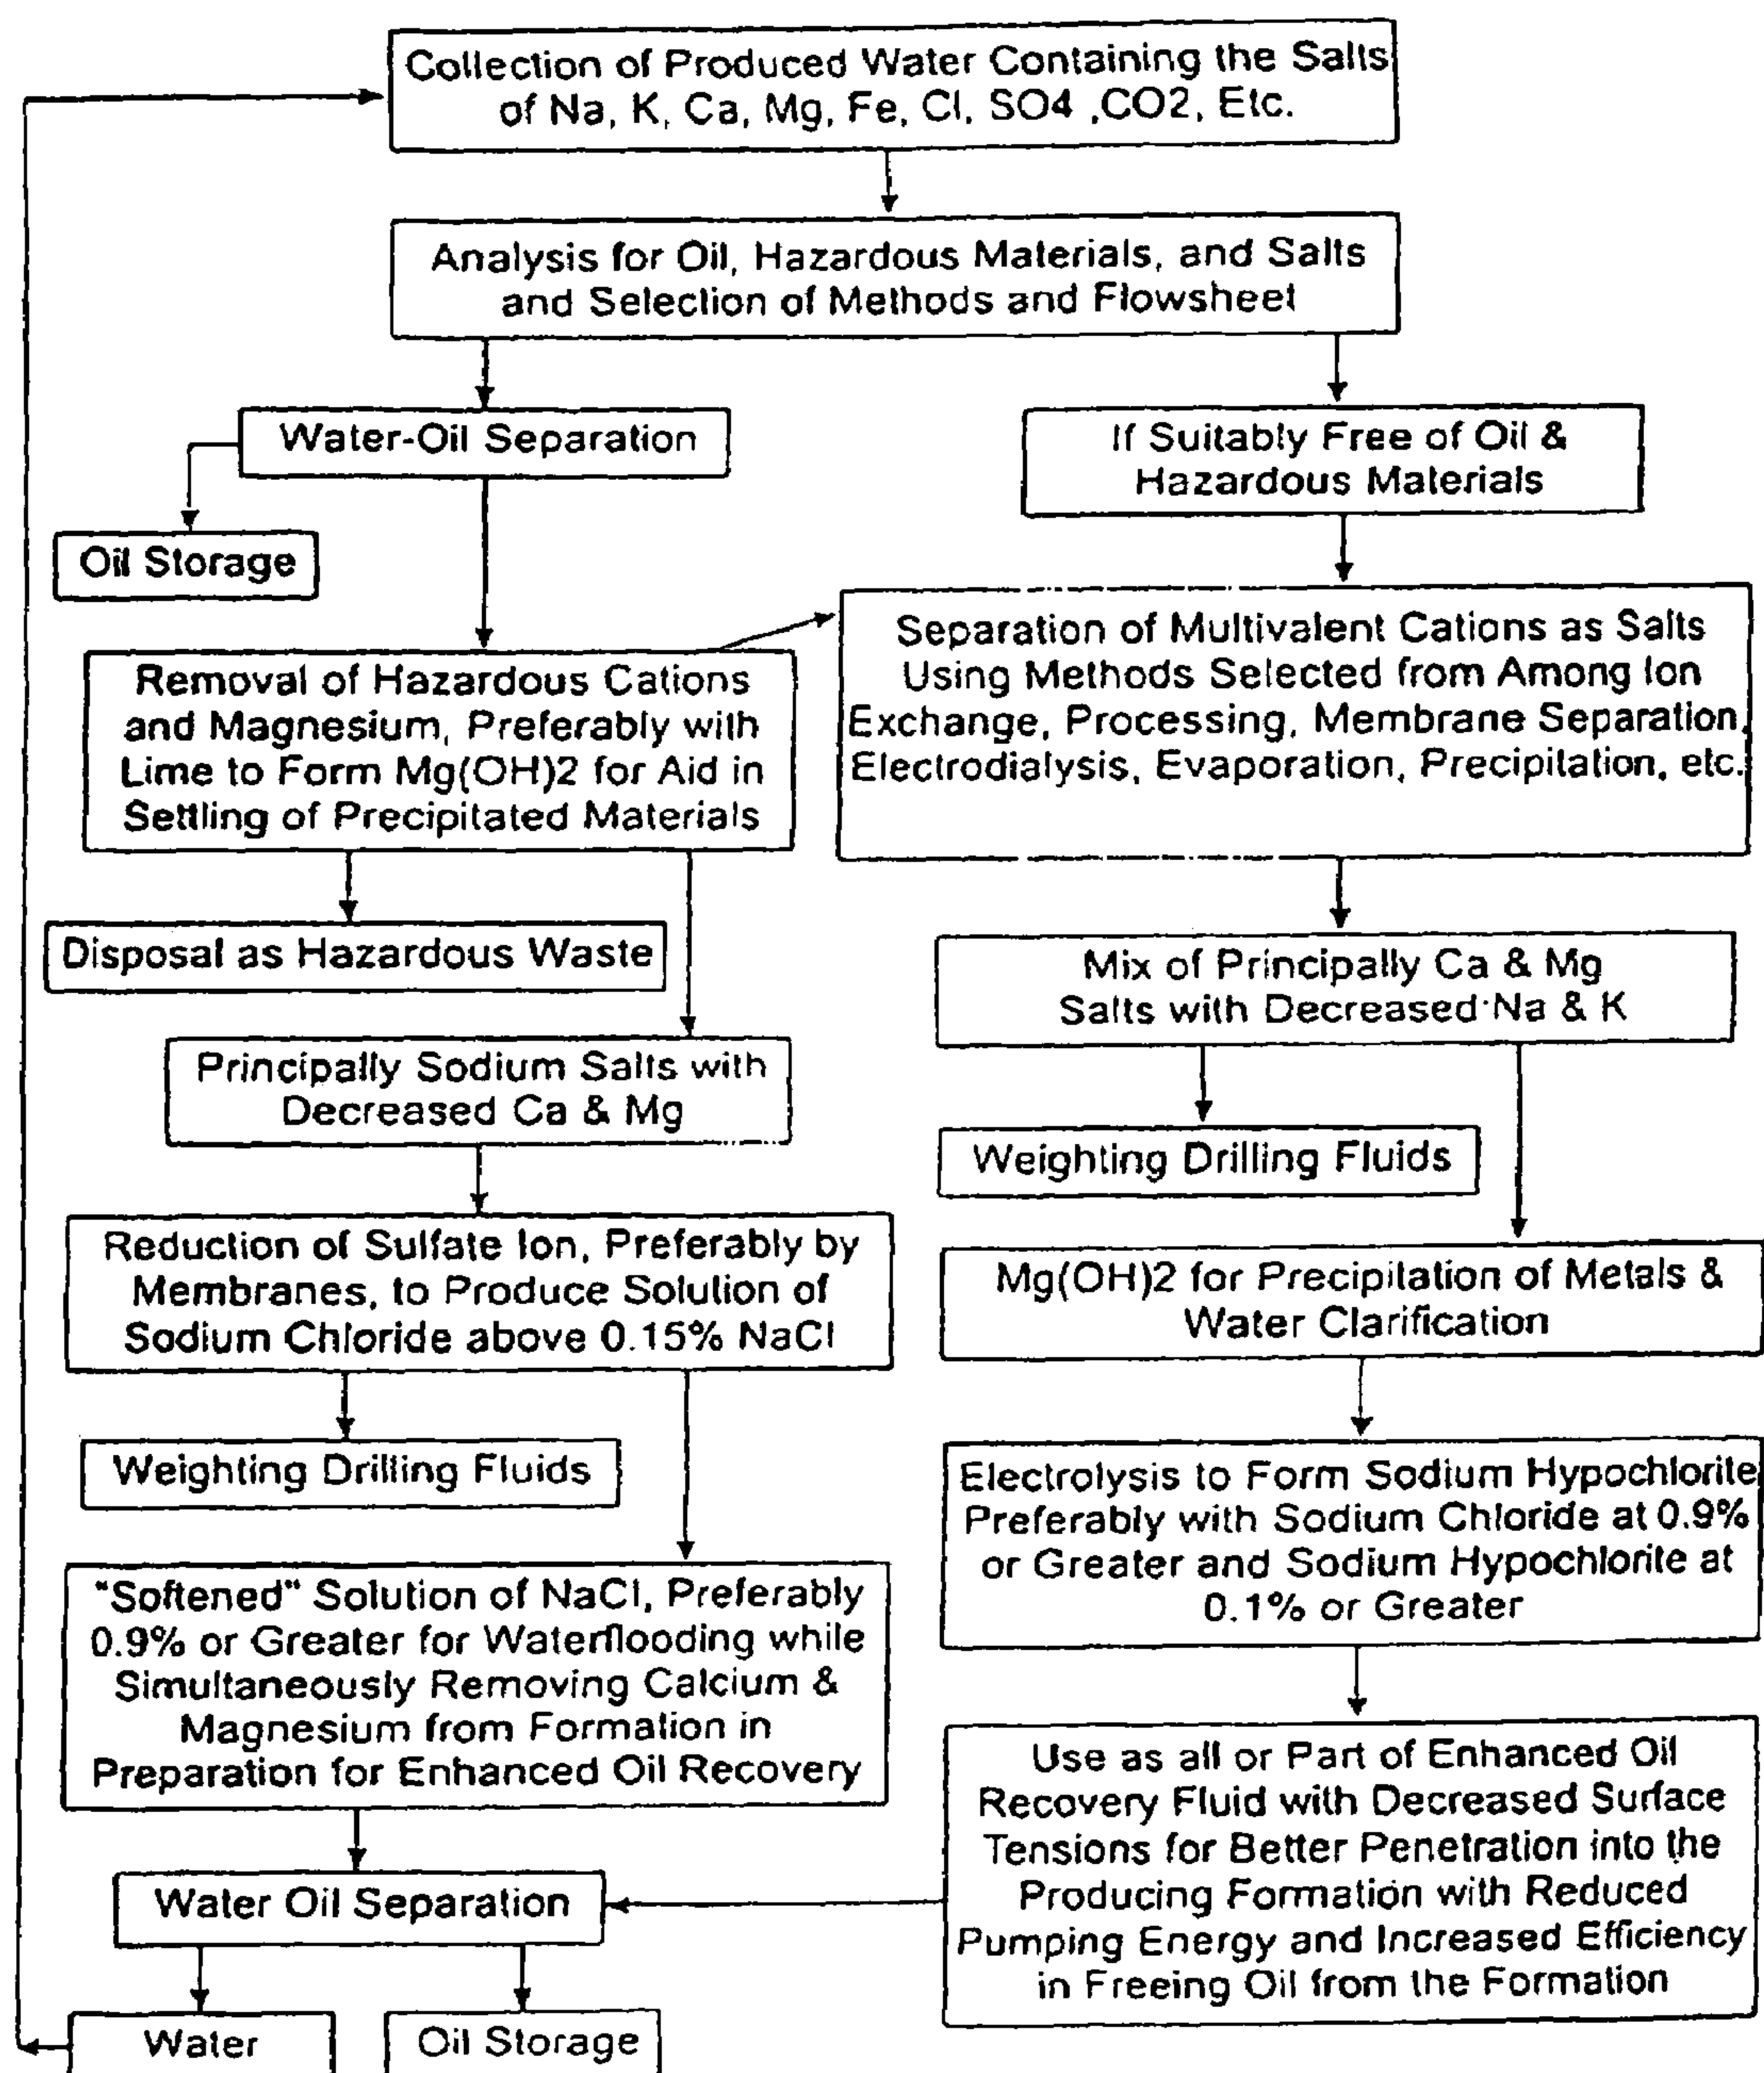 Collection of Produced Water Containing the Salts
of Na, K, Ca, Mg, Fe, Cl, SO4 ,CO2, Etc.
Analysis for Oil, Hazardous Materials, and Salts
and Selection of Methods and Flowsheet
Water-Oil Separation
If Suitably Free of Oil &
Hazardous Materials
Oil Storage
Removal of Hazardous Cations
and Magnesium, Preferably with
Lime to Form Mg(OH)2 for Aid in
Settling of Precipitated Materials
Separation of Multivalent Cations as Salts
Using Methods Selected from Among Ion
Exchange, Processing, Membrane Separation,
Electrodialysis, Evaporation, Precipitation, etc.
Disposal as Hazardous Waste
Mix of Principally Ca & Mg
Salts with Decreased Na & K
Principally Sodium Salts with
Decreased Ca & Mg
Weighting Drilling Fluids
Reduction of Sulfate Ion, Preferably by
Membranes, to Produce Solution of
Sodium Chloride above 0.15% NaCl
Mg(OH)2 for Precipitation of Metals &
Water Clarification
Weighting Drilling Fluids
Electrolysis to Form Sodium Hypochlorite
Preferably with Sodium Chloride at 0.9%
or Greater and Sodium Hypochlorite at
0.1% or Greater
"Softened" Solution of NaCl, Preferably
0.9% or Greater for Waterflooding while
Simultaneously Removing Calcium &
Magnesium from Formation in
Preparation for Enhanced Oil Recovery
Use as all or Part of Enhanced Oil
Recovery Fluid with Decreased Surface
Tensions for Better Penetration into the
Producing Formation with Reduced
Pumping Energy and Increased Efficiency
in Freeing Oil from the Formation
Water Oil Separation
Water
Oil Storage